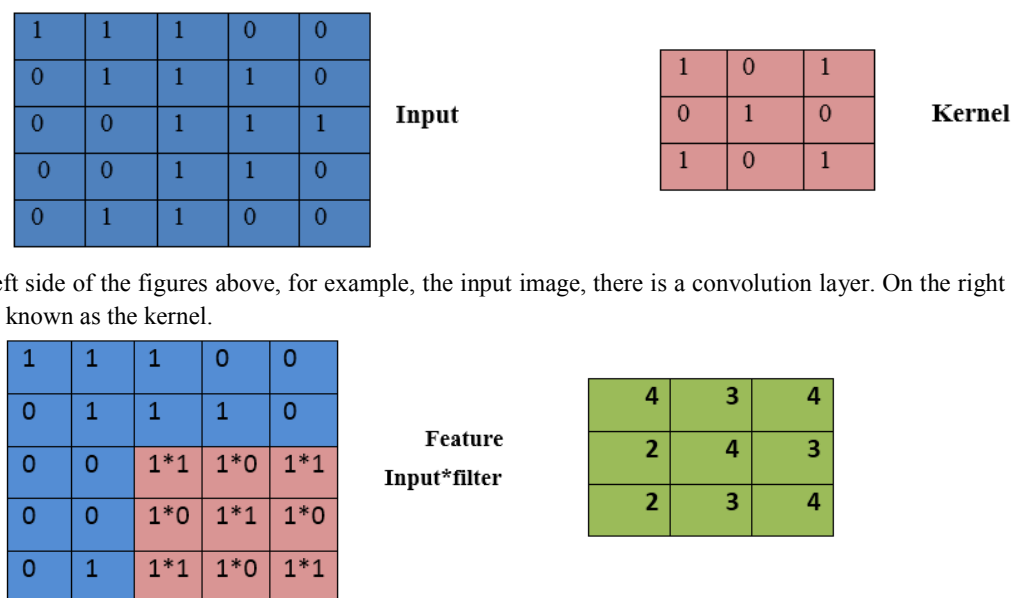 1 1 1 0 0
0 1 1 1 0
0 0 1 1 1
0 0 1 1 0
0 1 1 0 0
Input
1 0 1
0 1 0
1 0 1
Kernel
eft side of the figures above, for example, the input image, there is a convolution layer. On the right
known as the kernel.
1 1 1 0 0
0 1 1 1 0
0 0 1*1 1*0 1*1
0 0 1*0 1*1 1*0
0 1 1*1 1*0 1*1
Feature
Input*filter
4 3 4
2 4 3
2 3 4